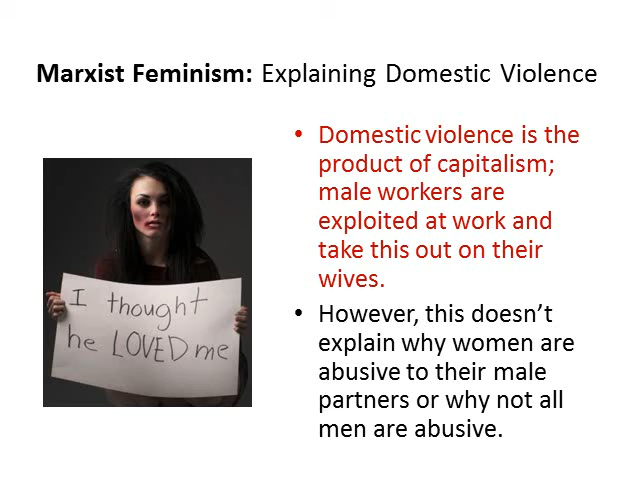 Marxist Feminism: Explaining Domestic Violence
I thought
he LOVED me
• Domestic violence is the
product of capitalism;
male workers are
exploited at work and
take this out on their
wives.
• However, this doesn’t
explain why women are
abusive to their male
partners or why not all
men are abusive.